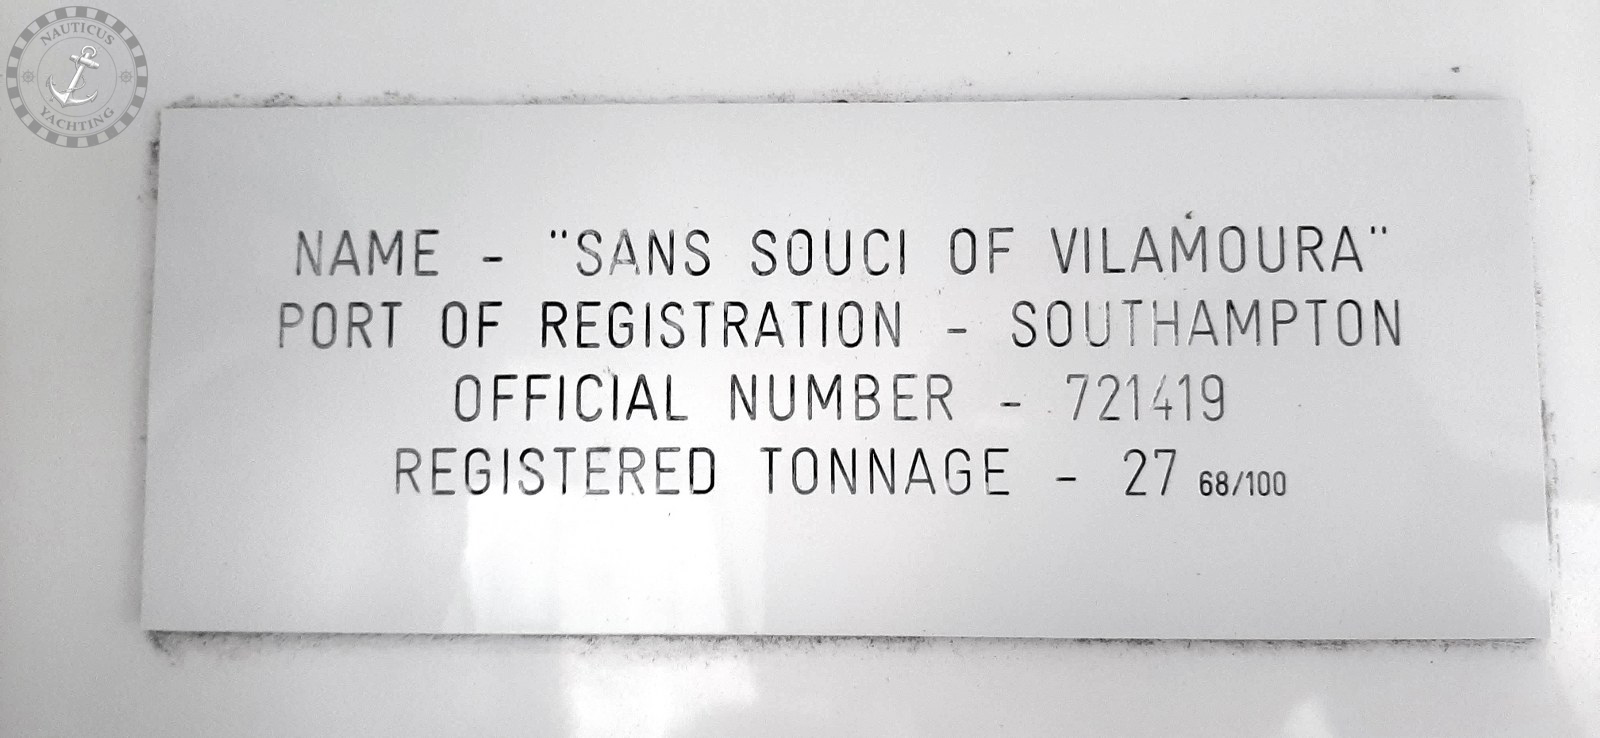 NAUTICUS
YACHTING
NAME - "SANS SOUCI OF VILAMOURA"
PORT OF REGISTRATION - SOUTHAMPTON
OFFICIAL NUMBER - 721419
REGISTERED TONNAGE - 27 68/100